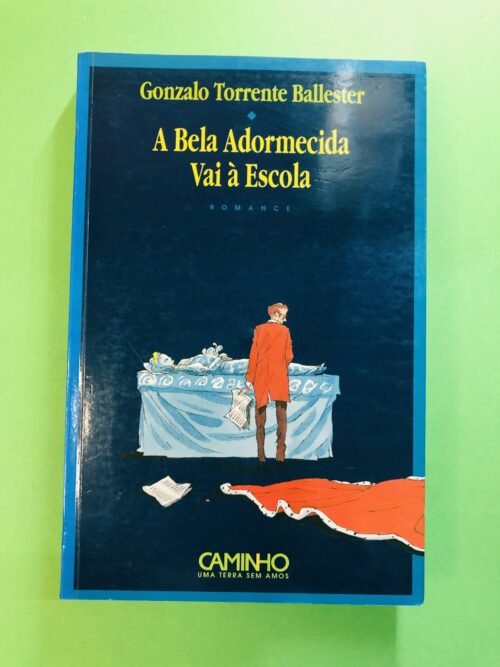 Gonzalo Torrente Ballester
A Bela Adormecida
Vai à Escola
ROMANCE
CAMINHO
UMA TERRA SEM AMOS